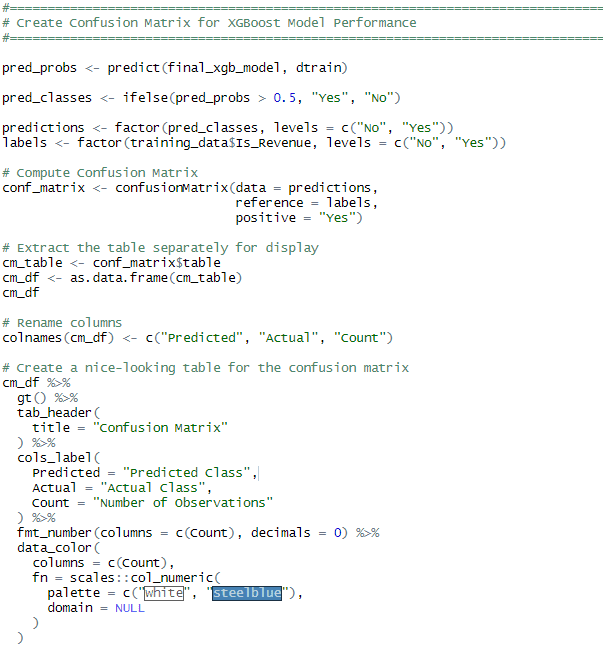 #===============================================================================
# Create Confusion Matrix for XGBoost Model Performance
#===============================================================================
pred_probs <- predict(final_xgb_model, dtrain)
pred_classes <- ifelse(pred_probs > 0.5, "Yes", "No")
predictions <- factor(pred_classes, levels = c("No", "Yes"))
labels <- factor(training_data$Is_Revenue, levels = c("No", "Yes"))
# Compute Confusion Matrix
conf_matrix <- confusionMatrix(data = predictions,
                               reference = labels,
                               positive = "Yes")
# Extract the table separately for display
cm_table <- conf_matrix$table
cm_df <- as.data.frame(cm_table)
cm_df
# Rename columns
colnames(cm_df) <- c("Predicted", "Actual", "Count")
# Create a nice-looking table for the confusion matrix
cm_df %>%
  gt() %>%
  tab_header(
    title = "Confusion Matrix"
  ) %>%
  cols_label(
    Predicted = "Predicted Class",
    Actual = "Actual Class",
    Count = "Number of Observations"
  ) %>%
  fmt_number(columns = c(Count), decimals = 0) %>%
  data_color(
    columns = c(Count),
    fn = scales::col_numeric(
      palette = c("white", "steelblue"),
      domain = NULL
    )
  )